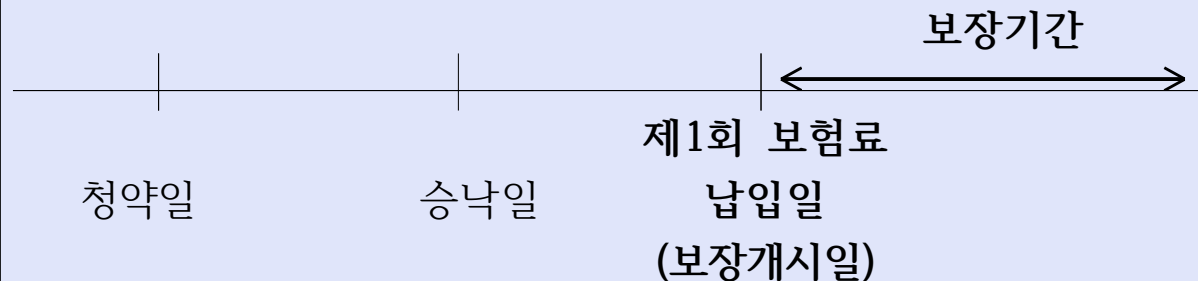 보장기간
청약일
승낙일
제1회 보험료
납입일
(보장개시일)